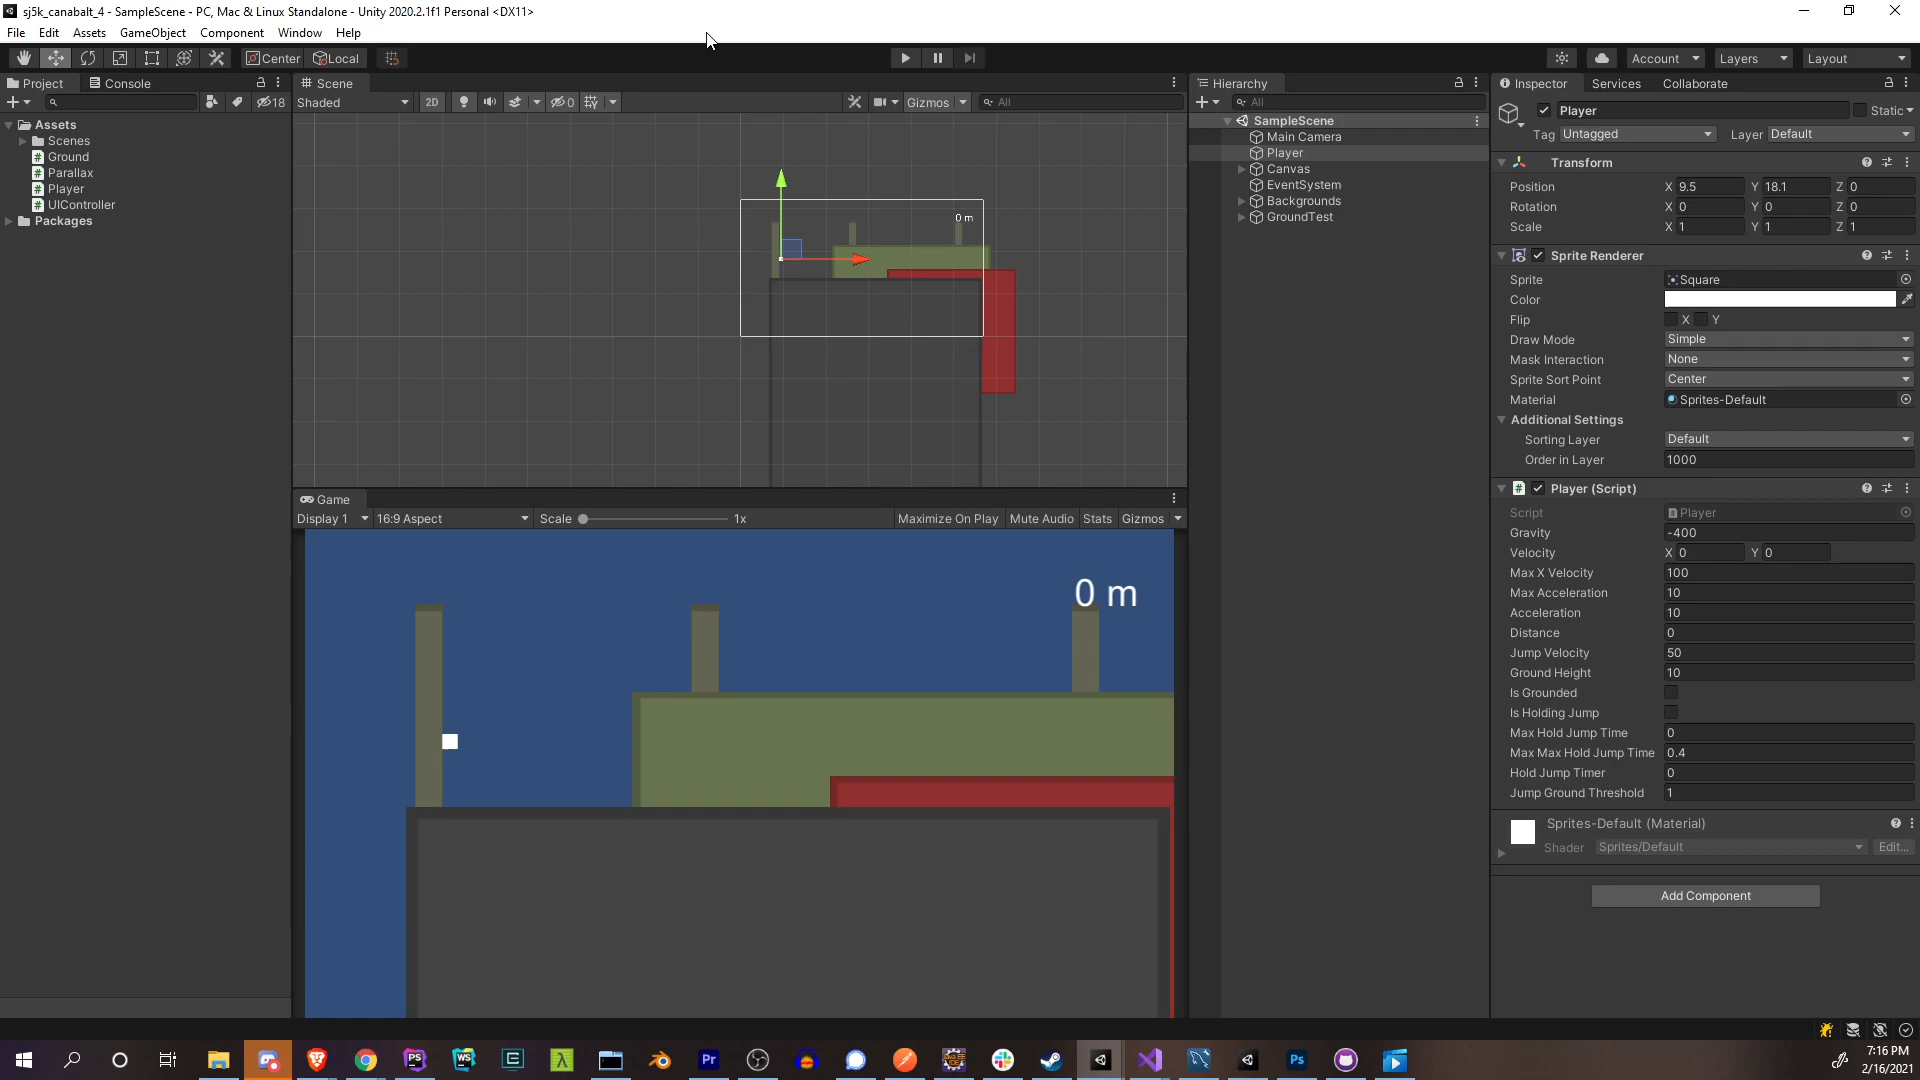 sj5k_canabalt_4 - SampleScene - PC, Mac & Linux Standalone - Unity 2020.2.1f1 Personal <DX11>
File Edit Assets GameObject Component Window Help
Center Local Account Layers Layout
Project Console
18
Assets
Scenes
Ground
Parallax
Player
UIController
Packages
Scene
Shaded 2D 0 Gizmos All
0 m
Game
Display 1 16:9 Aspect Scale 1x Maximize On Play Mute Audio Stats Gizmos
0 m
Hierarchy
All
SampleScene
Main Camera
Player
Canvas
EventSystem
Backgrounds
GroundTest
Inspector Services Collaborate
Player Static
Tag Untagged Layer Default
Transform
Position X 9.5 Y 18.1 Z 0
Rotation X 0 Y 0 Z 0
Scale X 1 Y 1 Z 1
Sprite Renderer
Sprite Square
Color
Flip X Y
Draw Mode Simple
Mask Interaction None
Sprite Sort Point Center
Material Sprites-Default
Additional Settings
Sorting Layer Default
Order in Layer 1000
Player (Script)
Script Player
Gravity -400
Velocity X 0 Y 0
Max X Velocity 100
Max Acceleration 10
Acceleration 10
Distance 0
Jump Velocity 50
Ground Height 10
Is Grounded
Is Holding Jump
Max Hold Jump Time 0
Max Max Hold Jump Time 0.4
Hold Jump Timer 0
Jump Ground Threshold 1
Sprites-Default (Material)
Shader Sprites/Default Edit...
Add Component
PS WS Pr Ps
7:16 PM
2/16/2021